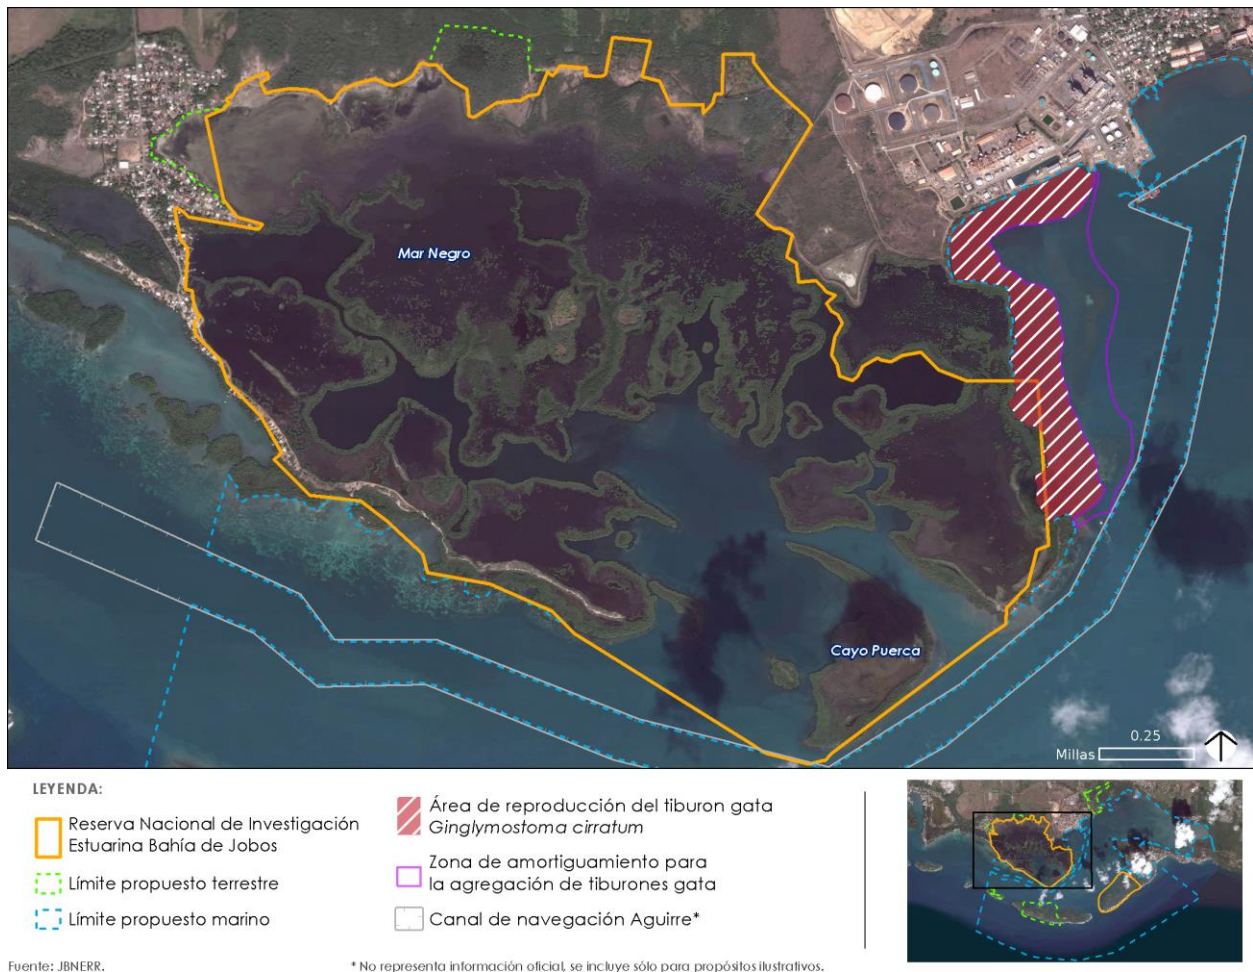 Mar Negro
Cayo Puerca
0.25
Millas
LEYENDA:
Reserva Nacional de Investigación
Estuarina Bahía de Jobos
Límite propuesto terrestre
Límite propuesto marino
Área de reproducción del tiburon gata
Ginglymostoma cirratum
Zona de amortiguamiento para
la agregación de tiburones gata
Canal de navegación Aguirre*
Fuente: JBNERR.
* No representa información oficial, se incluye sólo para propósitos ilustrativos.